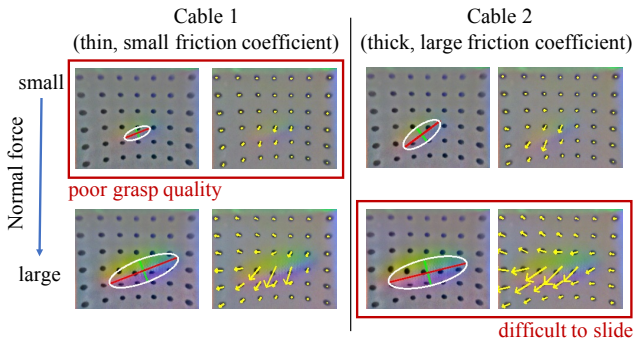 Cable 1
(thin, small friction coefficient)
Cable 2
(thick, large friction coefficient)
small
Normal force
large
poor grasp quality
difficult to slide